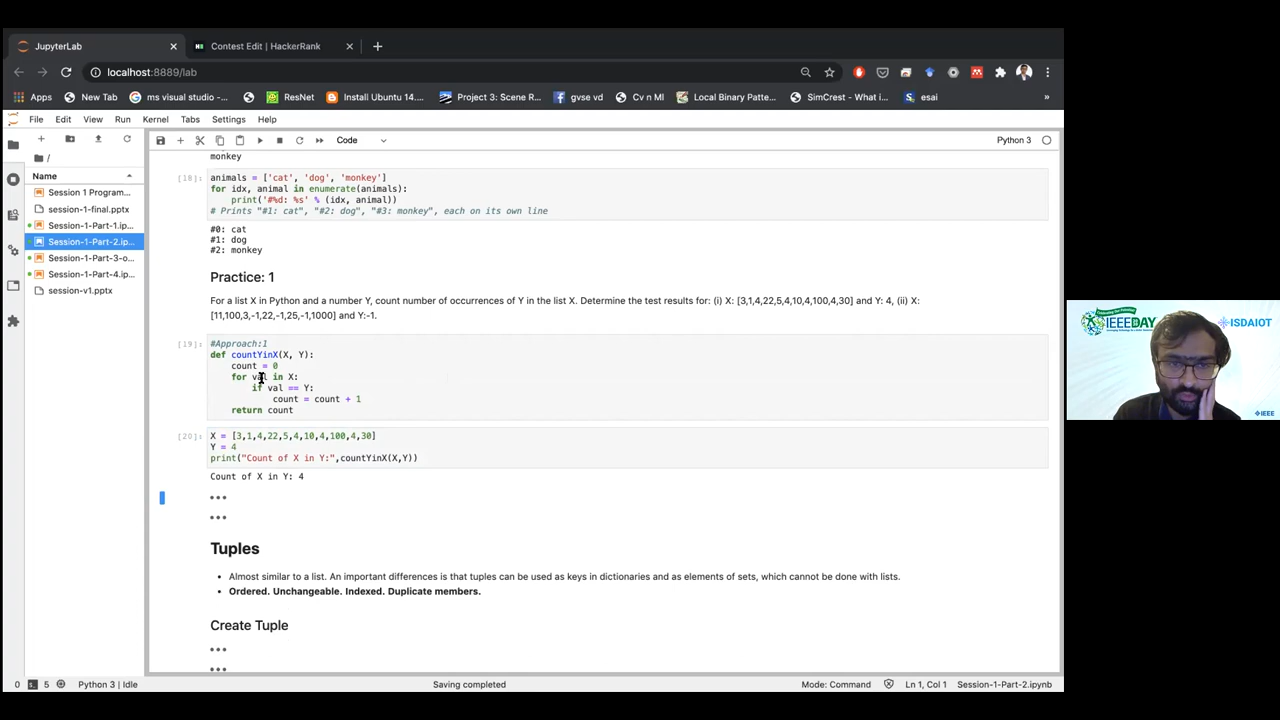 JupyterLab
Contest Edit | HackerRank
localhost:8889/lab
Apps
New Tab
ms visual studio -...
ResNet
Install Ubuntu 14....
Project 3: Scene R...
gvse vd
Cv n Ml
Local Binary Patte...
SimCrest - What i...
esai
»
File Edit View Run Kernel Tabs Settings Help
Code
Python 3
/
Name
Session 1 Program...
session-1-final.pptx
Session-1-Part-1.ip...
Session-1-Part-2.ip...
Session-1-Part-3-o...
Session-1-Part-4.ip...
session-v1.pptx
monkey
[18]:
animals = ['cat', 'dog', 'monkey']
for idx, animal in enumerate(animals):
print('#%d: %s' % (idx, animal))
# Prints "#1: cat", "#2: dog", "#3: monkey", each on its own line
#0: cat
#1: dog
#2: monkey
Practice: 1
For a list X in Python and a number Y, count number of occurrences of Y in the list X. Determine the test results for: (i) X: [3,1,4,22,5,4,10,4,100,4,30] and Y: 4, (ii) X:
[11,100,3,-1,22,-1,25,-1,1000] and Y:-1.
[19]:
#Approach:1
def countYinX(X, Y):
count = 0
for val in X:
if val == Y:
count = count + 1
return count
[20]:
X = [3,1,4,22,5,4,10,4,100,4,30]
Y = 4
print("Count of X in Y:",countYinX(X,Y))
Count of X in Y: 4
Tuples
• Almost similar to a list. An important differences is that tuples can be used as keys in dictionaries and as elements of sets, which cannot be done with lists.
• Ordered. Unchangeable. Indexed. Duplicate members.
Create Tuple
0 5 Python 3 | Idle
Saving completed
Mode: Command
Ln 1, Col 1
Session-1-Part-2.ipynb
IEEEDAY
ISDAIOT
IEEE